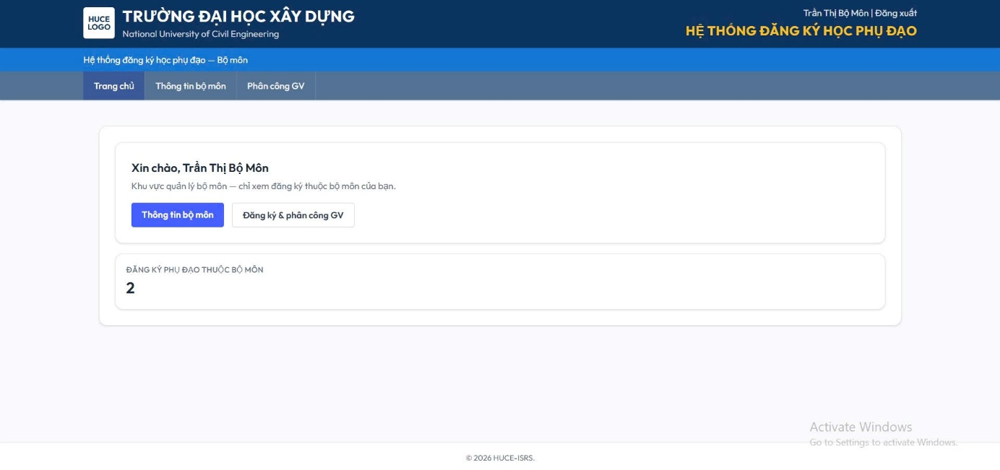 HUCE
LOGO
TRƯỜNG ĐẠI HỌC XÂY DỰNG
National University of Civil Engineering
Trần Thị Bộ Môn | Đăng xuất
HỆ THỐNG ĐĂNG KÝ HỌC PHỤ ĐẠO
Hệ thống đăng ký học phụ đạo — Bộ môn
Trang chủ Thông tin bộ môn Phân công GV
Xin chào, Trần Thị Bộ Môn
Khu vực quản lý bộ môn — chỉ xem đăng ký thuộc bộ môn của bạn.
Thông tin bộ môn Đăng ký & phân công GV
ĐĂNG KÝ PHỤ ĐẠO THUỘC BỘ MÔN
2
Activate Windows
Go to Settings to activate Windows.
© 2026 HUCE-ISRS.